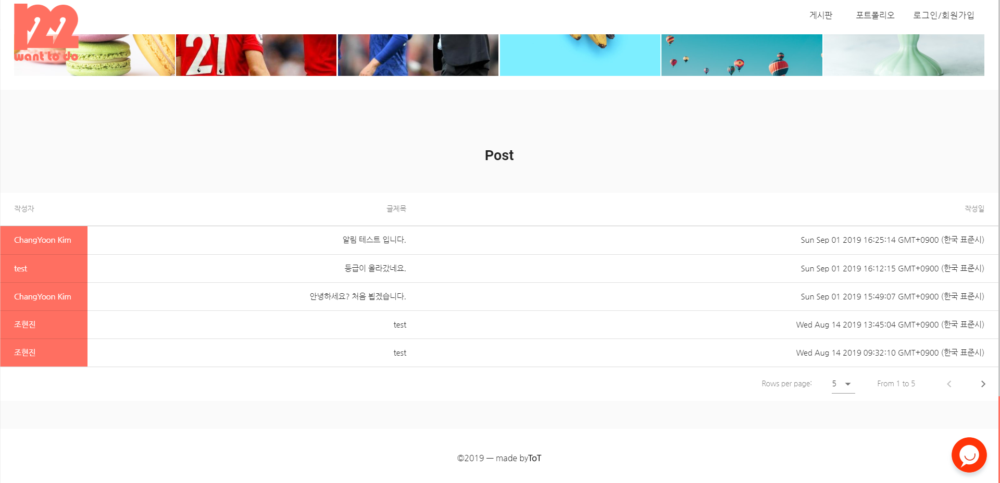 want to do
게시판 포트폴리오 로그인/회원가입
21
Post
작성자 글제목 작성일
ChangYoon Kim 알림 테스트 입니다. Sun Sep 01 2019 16:25:14 GMT+0900 (한국 표준시)
test 등급이 올라갔네요. Sun Sep 01 2019 16:12:15 GMT+0900 (한국 표준시)
ChangYoon Kim 안녕하세요? 처음 뵙겠습니다. Sun Sep 01 2019 15:49:07 GMT+0900 (한국 표준시)
조현진 test Wed Aug 14 2019 13:45:04 GMT+0900 (한국 표준시)
조현진 test Wed Aug 14 2019 09:32:10 GMT+0900 (한국 표준시)
Rows per page: 5 From 1 to 5
©2019 — made byToT